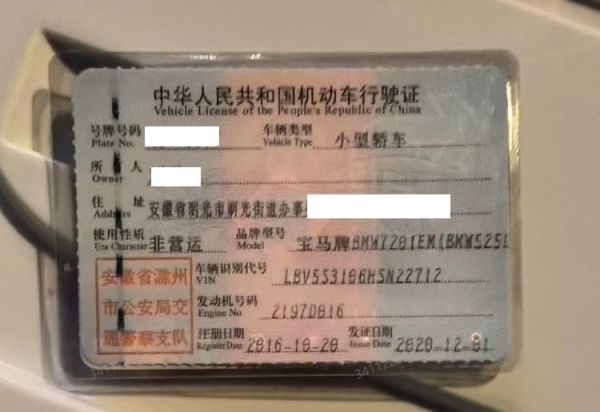 中华人民共和国机动车行驶证
Vehicle License of the People's Republic of China
号牌号码 车辆类型 小型轿车
Plate No. Vehicle Type
所有人
Owner
住址 安徽省明光市明光街道办事
Address
使用性质 非营运 品牌型号 宝马牌BMW7201EM(BMW525L
Use Character Model
安徽省滁州
市公安局交
通警察支队
车辆识别代号 LBV5S3106HSN22712
VIN
发动机号码 2197D016
Engine No
注册日期 2016-10-20 发证日期 2020-12-01
Register Date Issue Date